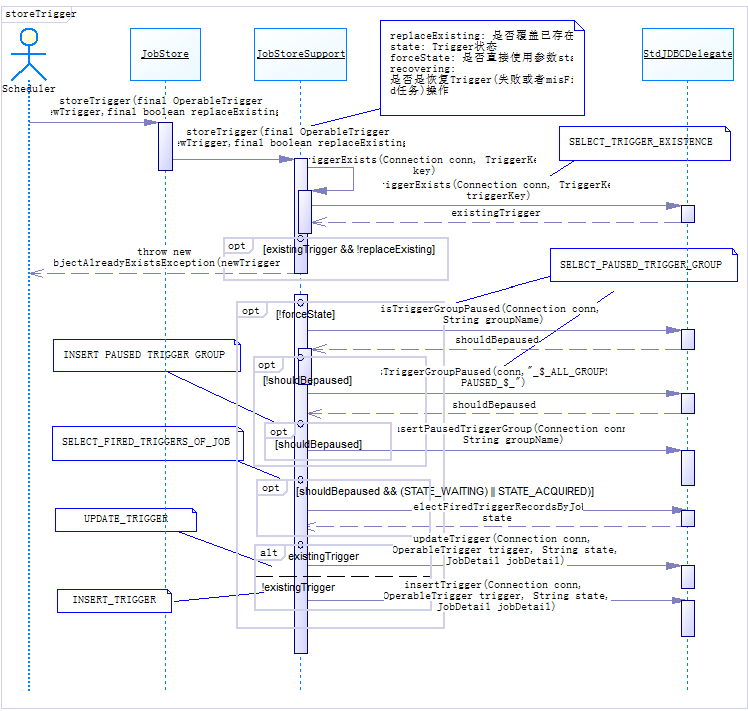 storeTrigger
Scheduler
JobStore
JobStoreSupport
StdJDBCDelegate
replaceExisting: 是否覆盖已存在
state: Trigger状态
forceState: 是否直接使用参数sta
recovering:
是否是恢复Trigger(失败或者misFi
d任务)操作
storeTrigger(final OperableTrigger
newTrigger,final boolean replaceExisting
storeTrigger(final OperableTrigger
newTrigger,final boolean replaceExisting
SELECT_TRIGGER_EXISTENCE
triggerExists(Connection conn, TriggerKe
key)
triggerExists(Connection conn, TriggerKe
triggerKey)
existingTrigger
opt
[existingTrigger && !replaceExisting]
throw new
ObjectAlreadyExistsException(newTrigger
SELECT_PAUSED_TRIGGER_GROUP
opt
[!forceState]
isTriggerGroupPaused(Connection conn,
String groupName)
shouldBepaused
INSERT PAUSED TRIGGER GROUP
opt
[!shouldBepaused]
isTriggerGroupPaused(conn,"_$_ALL_GROUPS
PAUSED_$_")
shouldBepaused
opt
[shouldBepaused]
insertPausedTriggerGroup(Connection conn
String groupName)
SELECT_FIRED_TRIGGERS_OF_JOB
opt
[shouldBepaused && (STATE_WAITING) || STATE_ACQUIRED)]
selectFiredTriggerRecordsByJob
state
UPDATE_TRIGGER
alt
existingTrigger
updateTrigger(Connection conn,
OperableTrigger trigger, String state,
JobDetail jobDetail)
!existingTrigger
insertTrigger(Connection conn,
OperableTrigger trigger, String state,
JobDetail jobDetail)
INSERT_TRIGGER